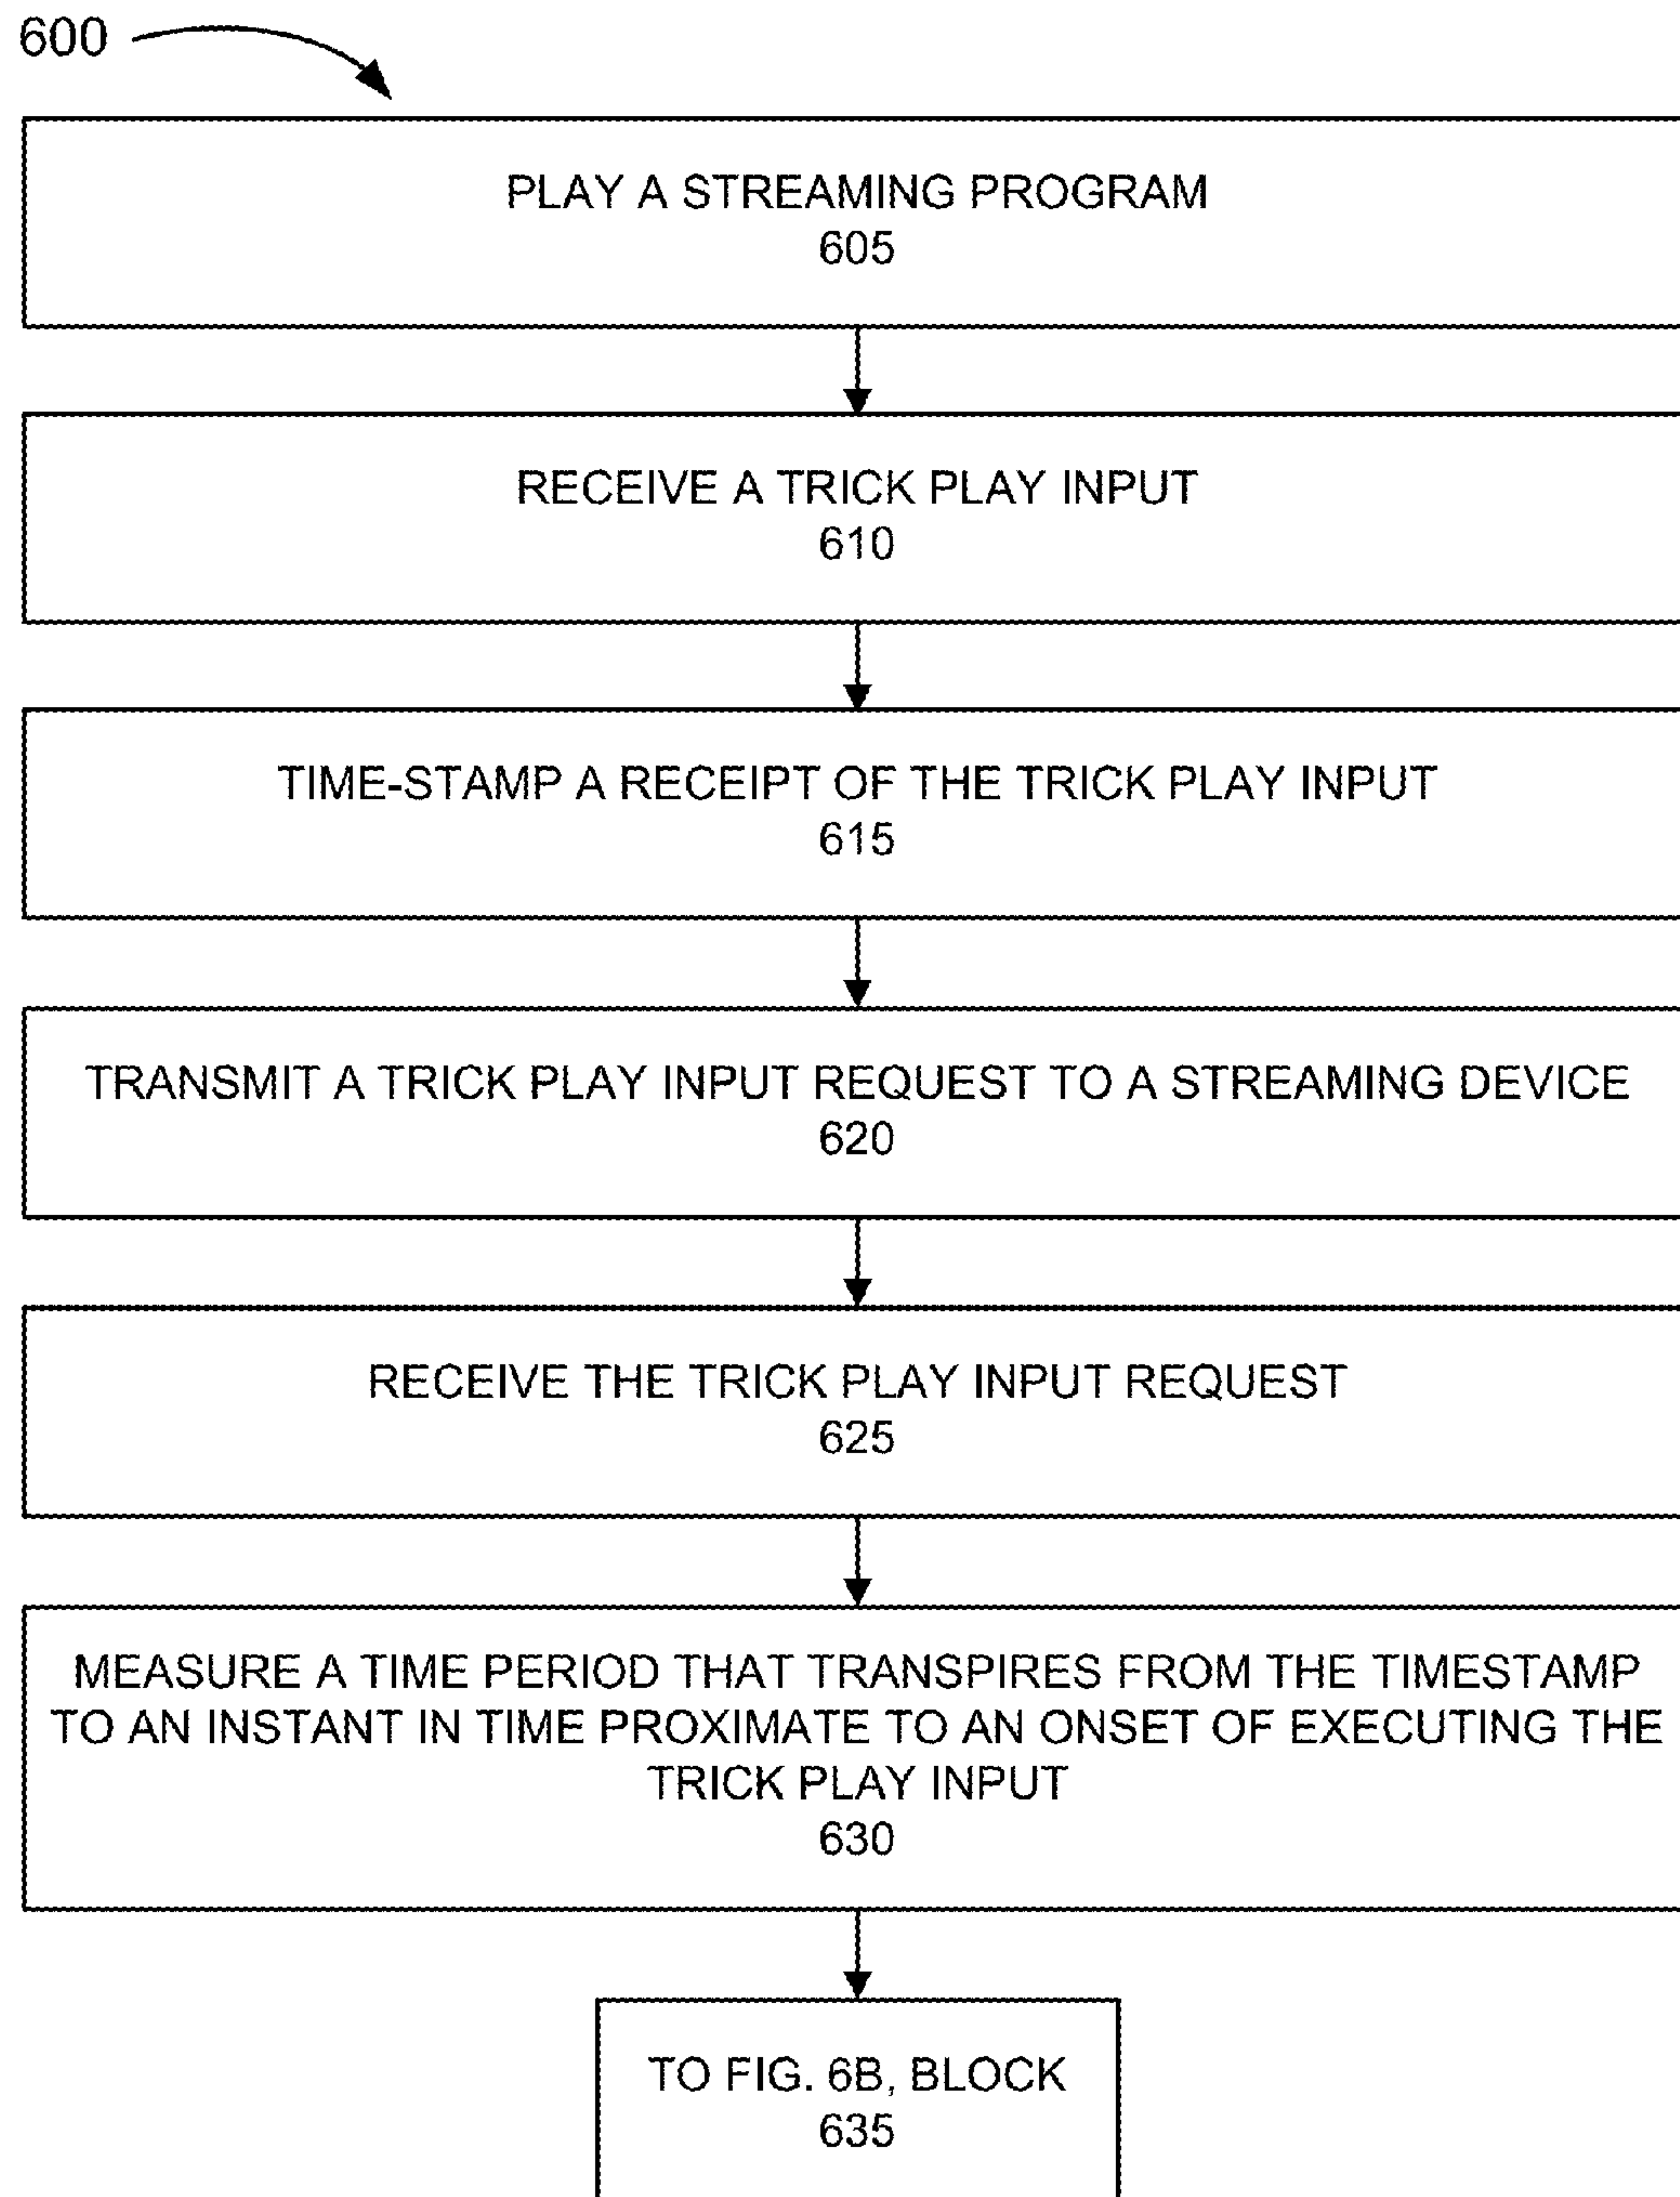 600
PLAY A STREAMING PROGRAM
605
RECEIVE A TRICK PLAY INPUT
610
TIME-STAMP A RECEIPT OF THE TRICK PLAY INPUT
615
TRANSMIT A TRICK PLAY INPUT REQUEST TO A STREAMING DEVICE
620
RECEIVE THE TRICK PLAY INPUT REQUEST
625
MEASURE A TIME PERIOD THAT TRANSPIRES FROM THE TIMESTAMP
TO AN INSTANT IN TIME PROXIMATE TO AN ONSET OF EXECUTING THE
TRICK PLAY INPUT
630
TO FIG. 6B, BLOCK
635